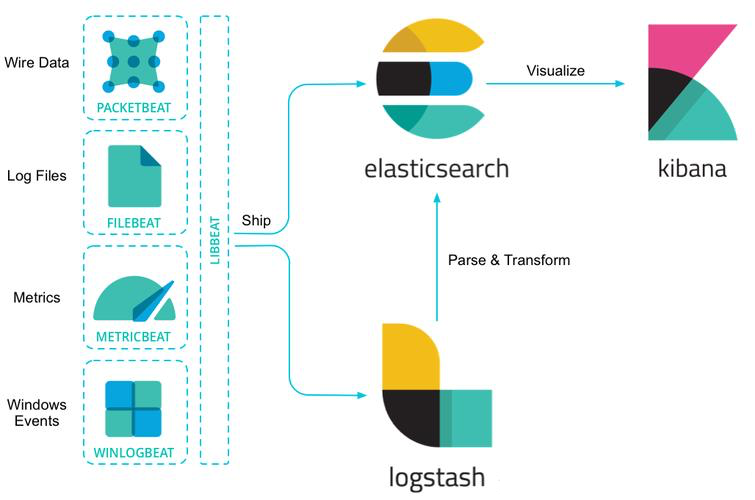 Wire Data
PACKETBEAT
Log Files
FILEBEAT
Metrics
METRICBEAT
Windows
Events
WINLOGBEAT
LIBBEAT
Ship
elasticsearch
Visualize
kibana
Parse & Transform
logstash